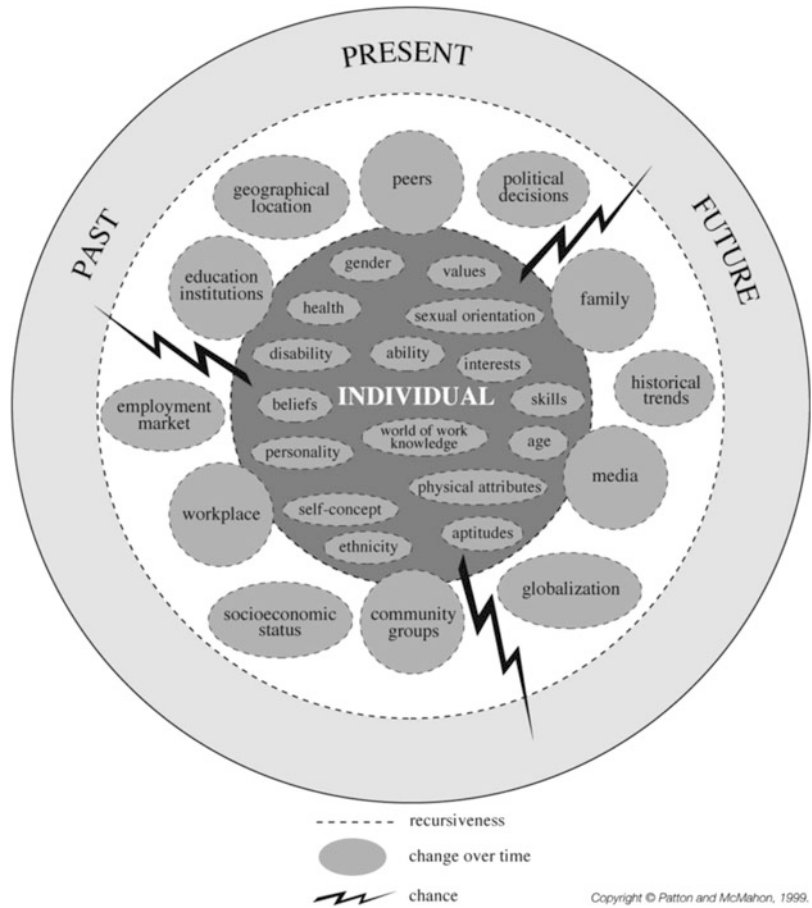 PRESENT
PAST
FUTURE
peers
political
decisions
geographical
location
education
institutions
family
gender
values
health
sexual orientation
disability
ability
interests
historical
trends
employment
market
beliefs
INDIVIDUAL
skills
world of work
knowledge
age
personality
media
physical attributes
workplace
self-concept
aptitudes
ethnicity
globalization
socioeconomic
status
community
groups
recursiveness
change over time
chance
Copyright © Patton and McMahon, 1999.